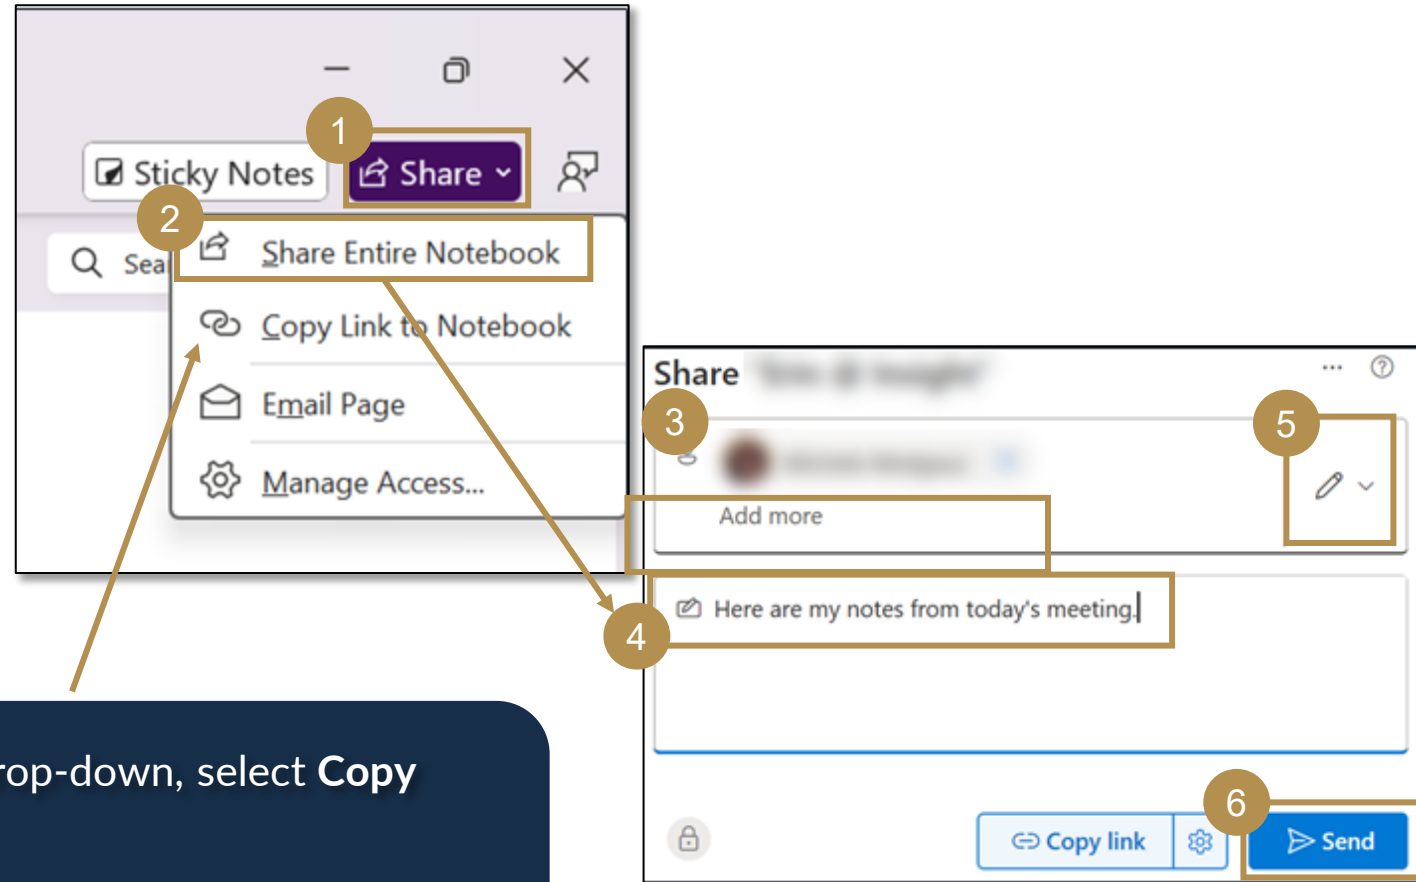 1
Sticky Notes
Share
2
Sea
Share Entire Notebook
Copy Link to Notebook
Email Page
Manage Access...
Share
3
5
Add more
4
Here are my notes from today's meeting.
rop-down, select Copy
6
Copy link
Send